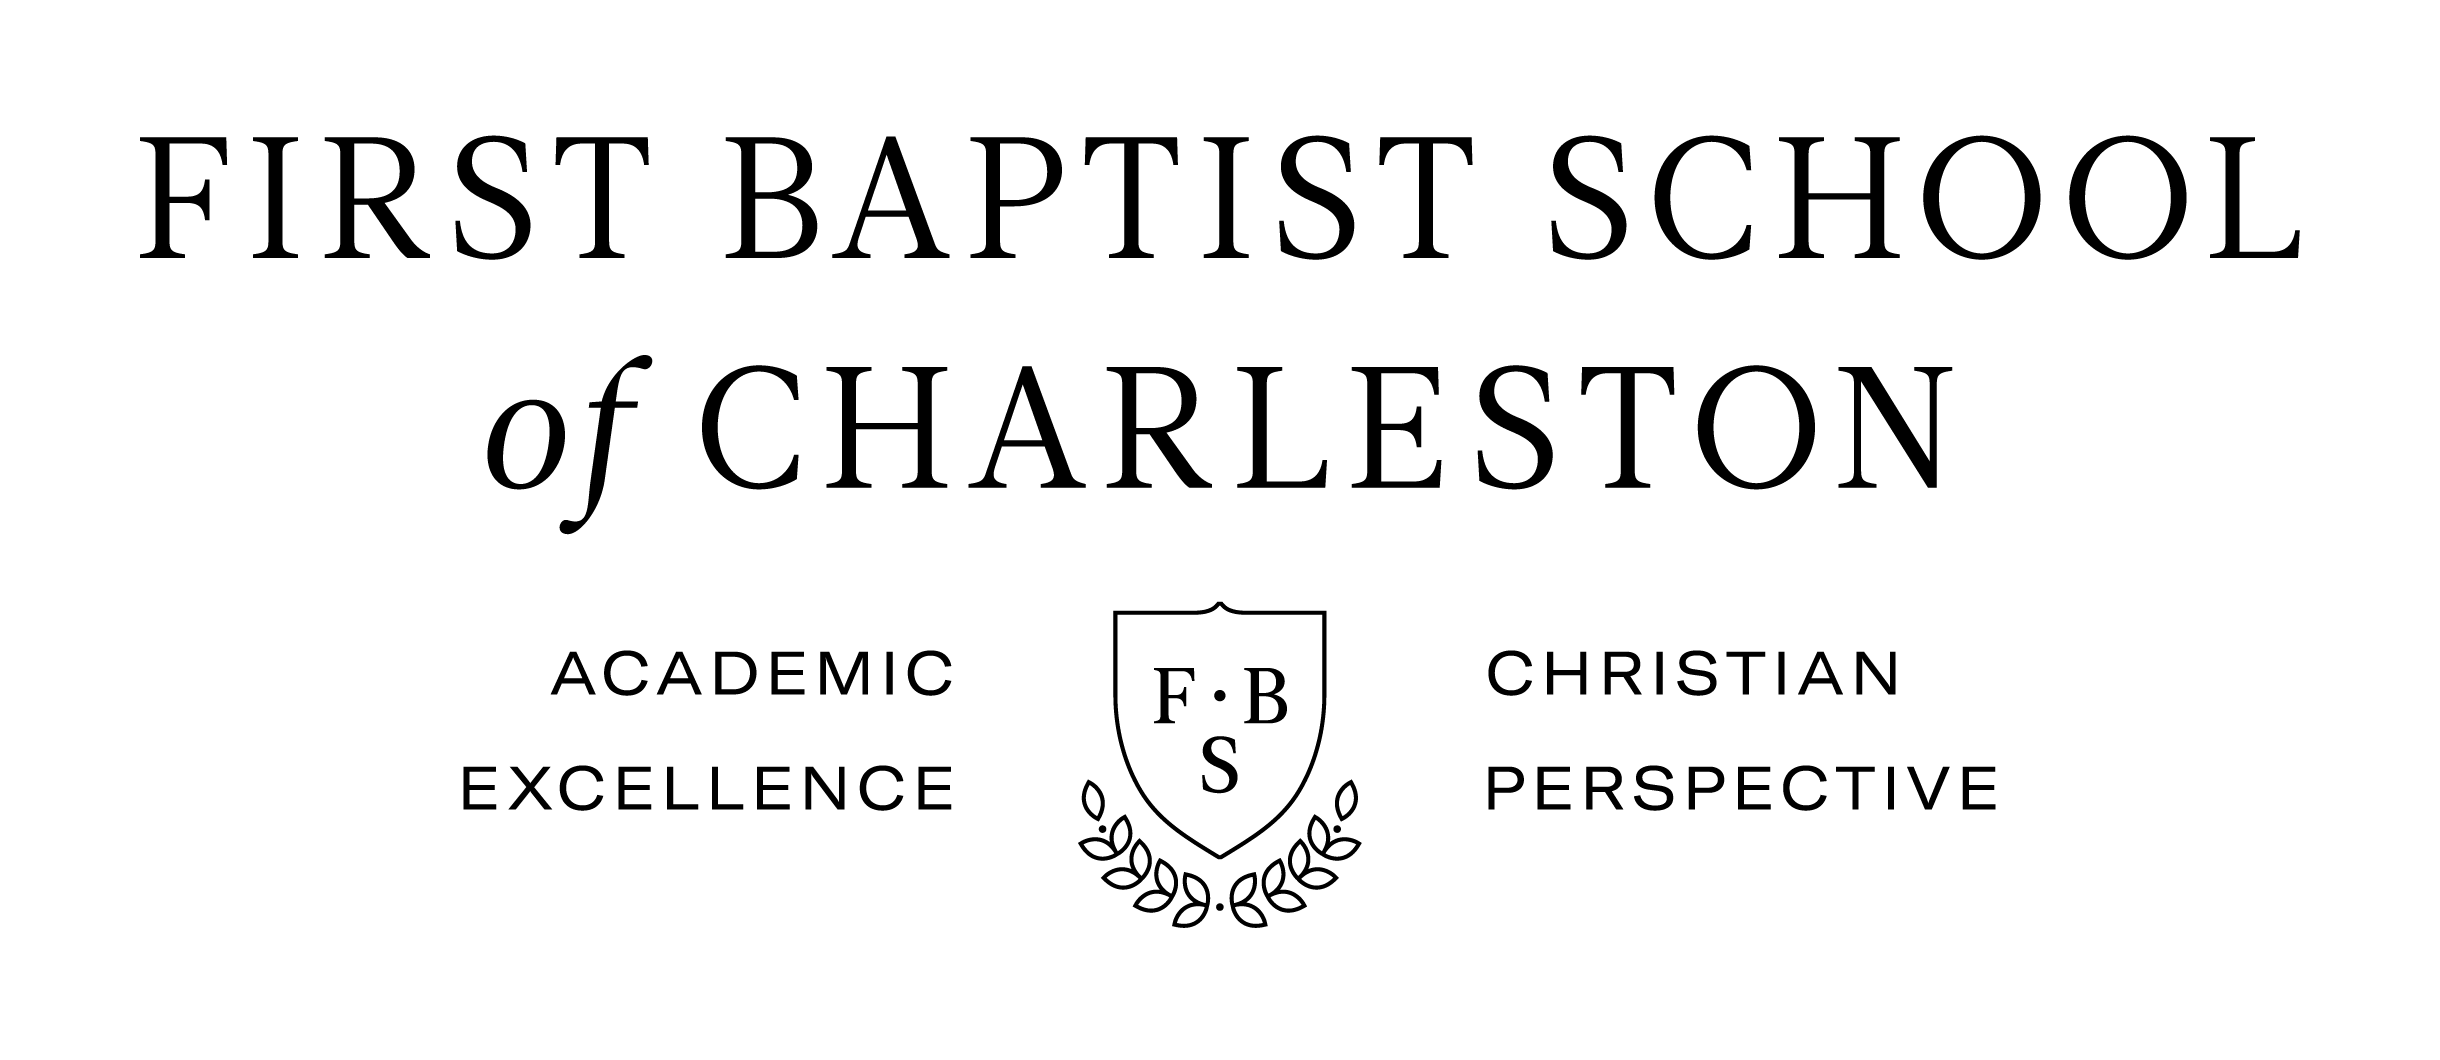 FIRST BAPTIST SCHOOL
of CHARLESTON
ACADEMIC
EXCELLENCE
F·B
S
CHRISTIAN
PERSPECTIVE